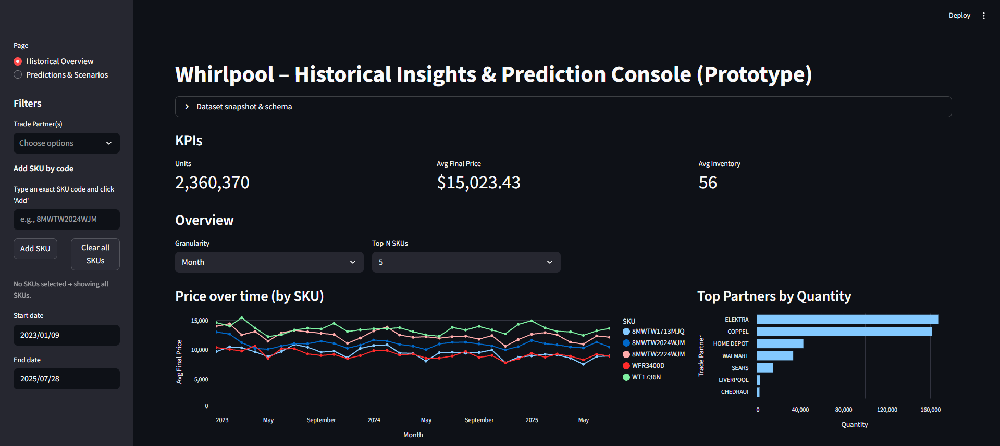 Deploy
Page
Historical Overview
Predictions & Scenarios
Filters
Trade Partner(s)
Choose options
Add SKU by code
Type an exact SKU code and click
'Add'
e.g., 8MWTW2024WJM
Add SKU
Clear all
SKUs
No SKUs selected → showing all
SKUs.
Start date
2023/01/09
End date
2025/07/28
Whirlpool – Historical Insights & Prediction Console (Prototype)
Dataset snapshot & schema
KPIs
Units
2,360,370
Avg Final Price
$15,023.43
Avg Inventory
56
Overview
Granularity
Month
Top-N SKUs
5
Price over time (by SKU)
Avg Final Price
15,000
10,000
5,000
0
2023 May September 2024 May September 2025 May
Month
SKU
8MWTW1713MJQ
8MWTW2024WJM
8MWTW2224WJM
WFR3400D
WT1736N
Top Partners by Quantity
Trade Partner
ELEKTRA
COPPEL
HOME DEPOT
WALMART
SEARS
LIVERPOOL
CHEDRAUI
0 40,000 80,000 120,000 160,000
Quantity